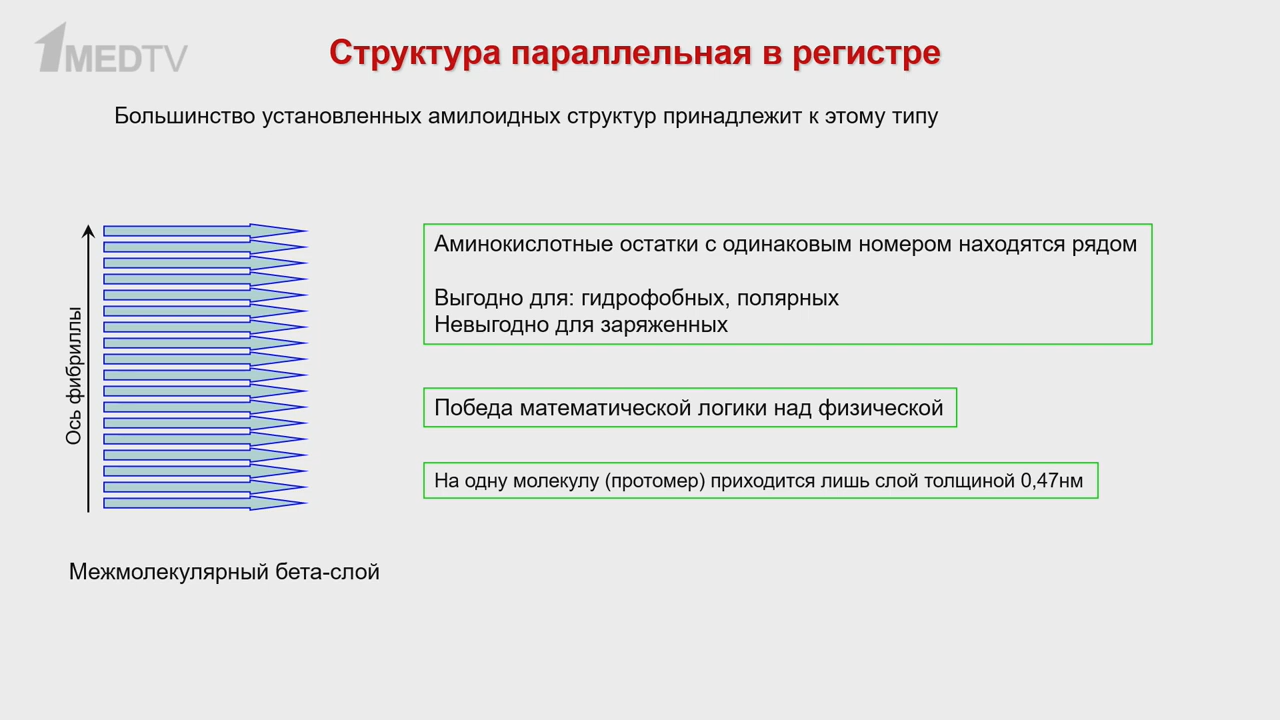 1MEDTV
Структура параллельная в регистре
Большинство установленных амилоидных структур принадлежит к этому типу
Ось фибриллы
Аминокислотные остатки с одинаковым номером находятся рядом
Выгодно для: гидрофобных, полярных
Невыгодно для заряженных
Победа математической логики над физической
На одну молекулу (протомер) приходится лишь слой толщиной 0,47нм
Межмолекулярный бета-слой